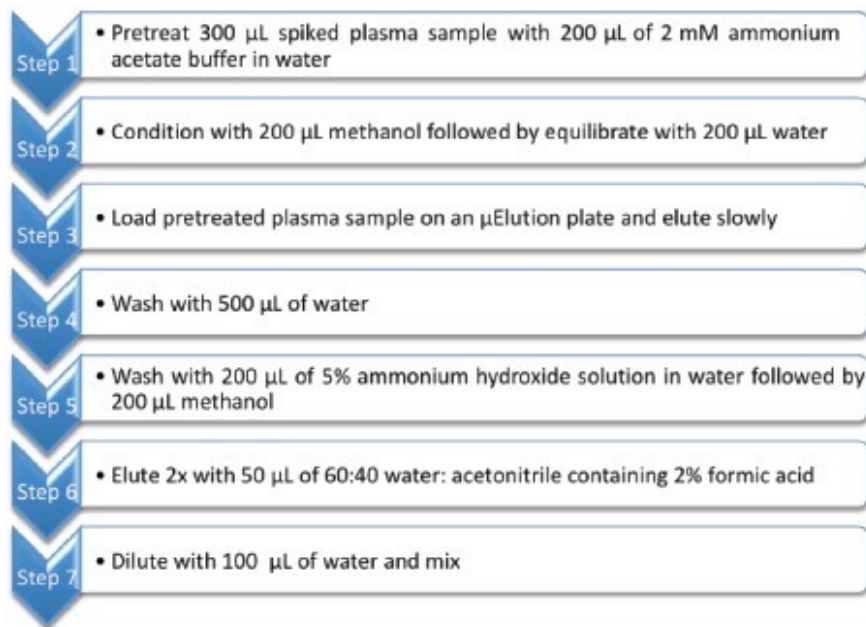 Step 1
• Pretreat 300 µL spiked plasma sample with 200 µL of 2 mM ammonium
acetate buffer in water
Step 2
• Condition with 200 µL methanol followed by equilibrate with 200 µL water
Step 3
• Load pretreated plasma sample on an µElution plate and elute slowly
Step 4
• Wash with 500 µL of water
Step 5
• Wash with 200 µL of 5% ammonium hydroxide solution in water followed by
200 µL methanol
Step 6
• Elute 2x with 50 µL of 60:40 water: acetonitrile containing 2% formic acid
Step 7
• Dilute with 100 µL of water and mix